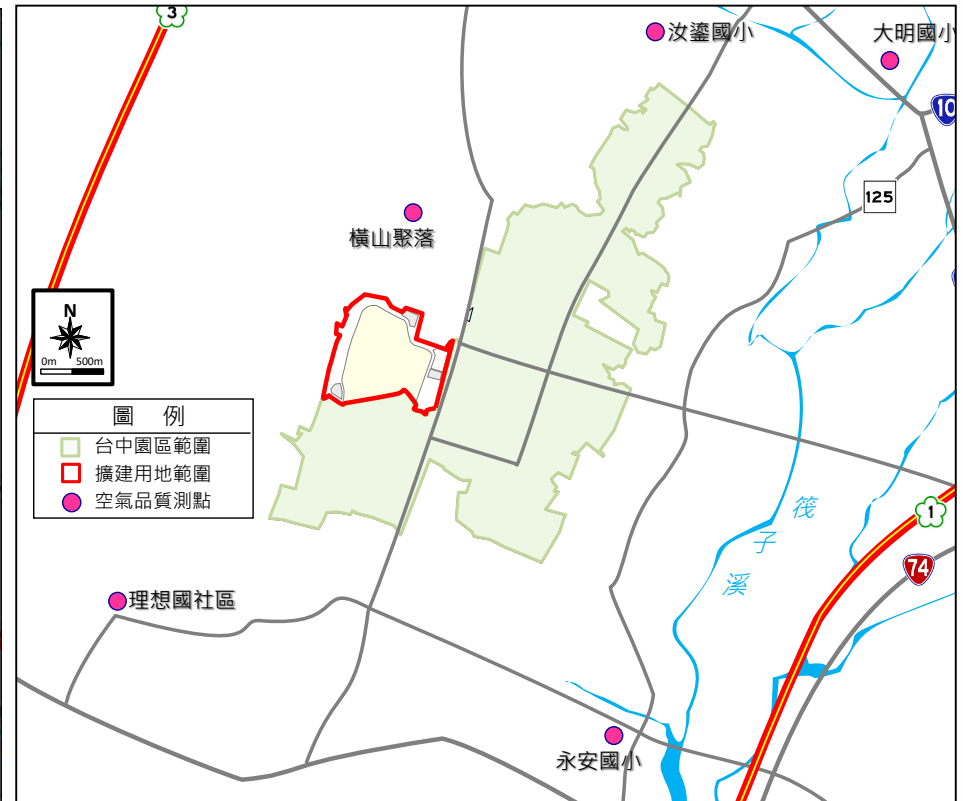 3
汝鎏國小
大明國小
10
125
橫山聚落
N
0m 500m
圖 例
台中園區範圍
擴建用地範圍
空氣品質測點
筏
子
溪
1
74
理想國社區
永安國小